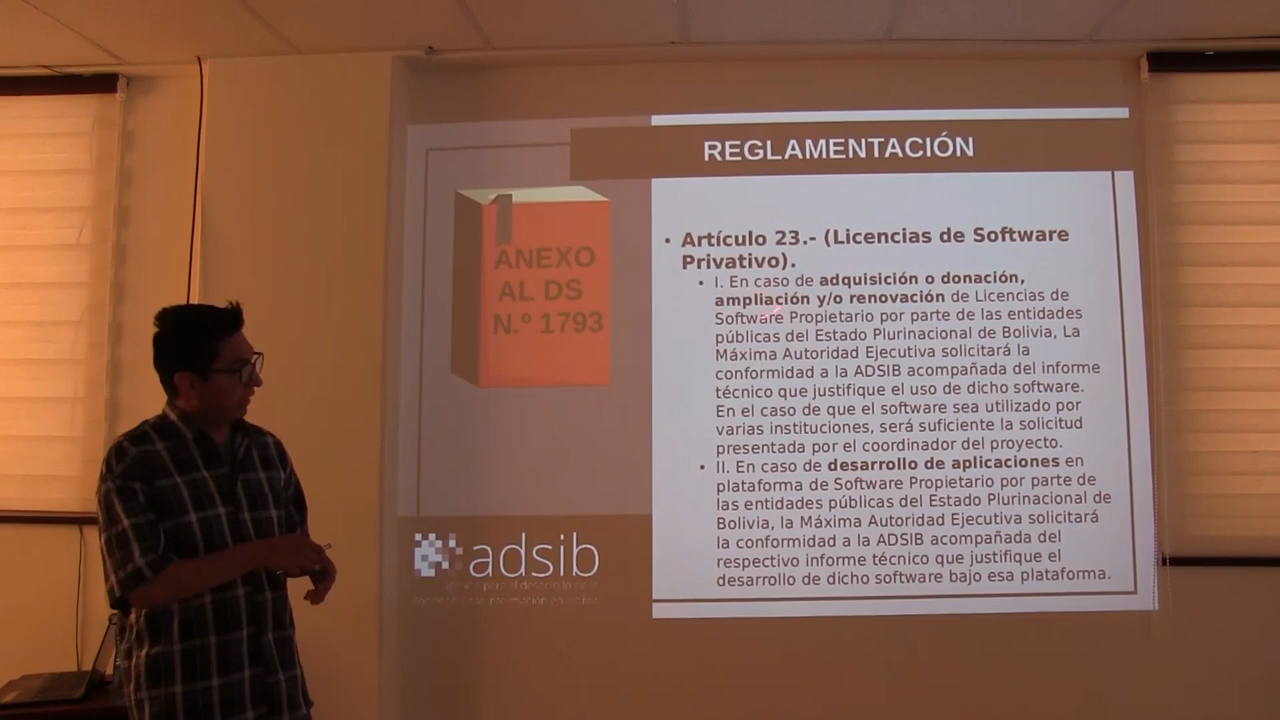 REGLAMENTACIÓN
ANEXO
AL DS
N.º 1793
• Artículo 23.- (Licencias de Software
Privativo).
• I. En caso de adquisición o donación,
ampliación y/o renovación de Licencias de
Software Propietario por parte de las entidades
públicas del Estado Plurinacional de Bolivia, La
Máxima Autoridad Ejecutiva solicitará la
conformidad a la ADSIB acompañada del informe
técnico que justifique el uso de dicho software.
En el caso de que el software sea utilizado por
varias instituciones, será suficiente la solicitud
presentada por el coordinador del proyecto.
• II. En caso de desarrollo de aplicaciones en
plataforma de Software Propietario por parte de
las entidades públicas del Estado Plurinacional de
Bolivia, la Máxima Autoridad Ejecutiva solicitará
la conformidad a la ADSIB acompañada del
respectivo informe técnico que justifique el
desarrollo de dicho software bajo esa plataforma.
adsib